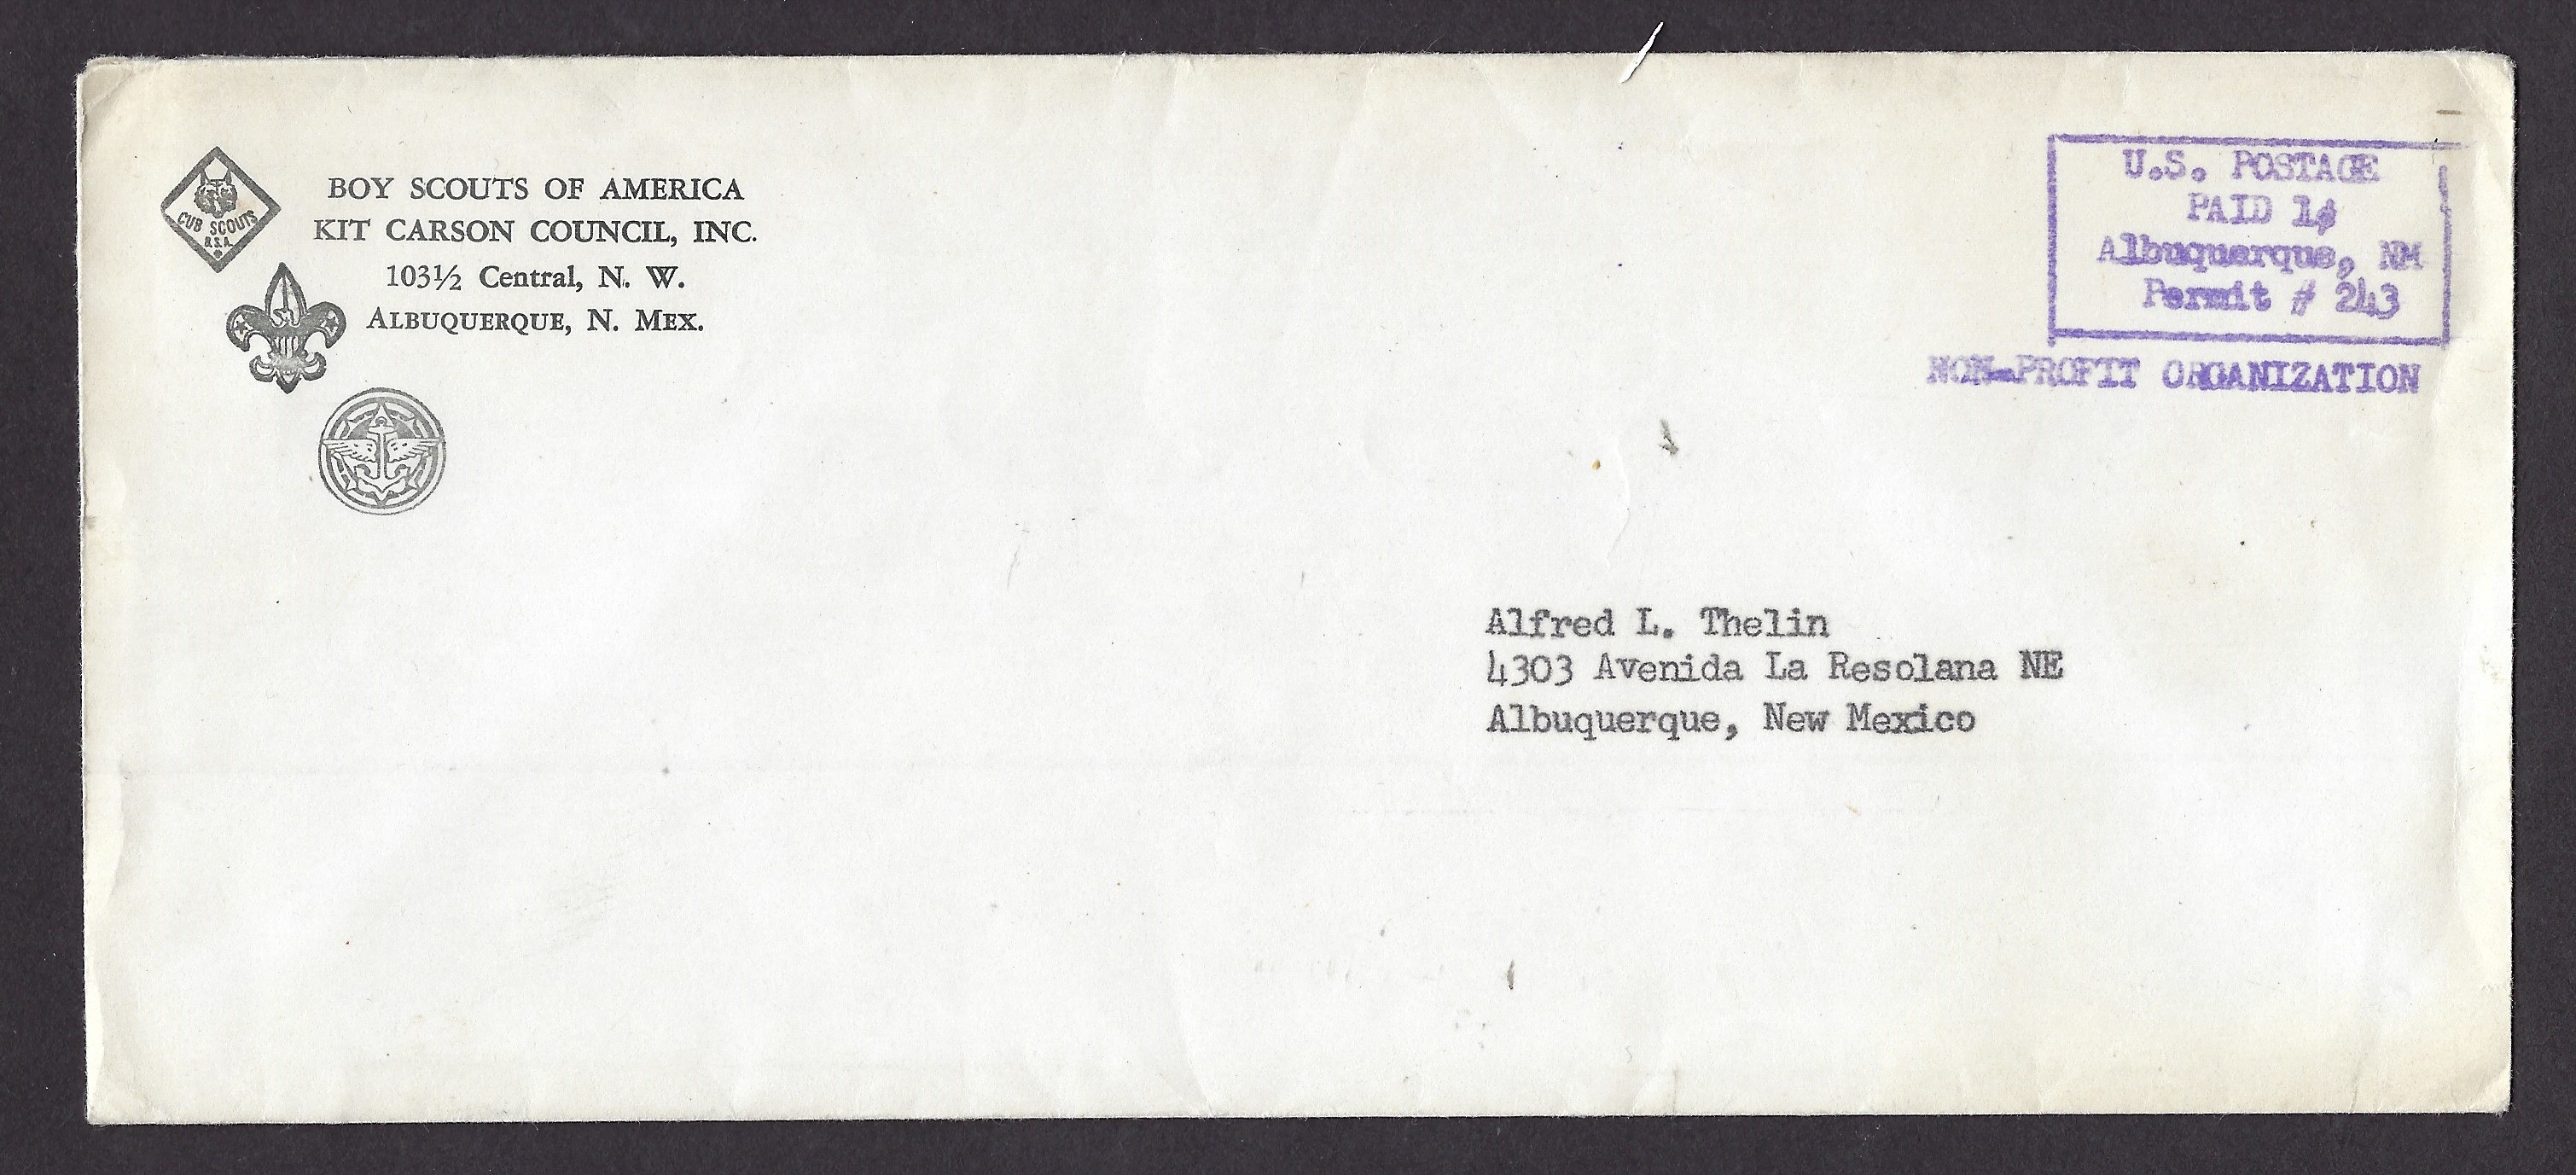 BOY SCOUTS OF AMERICA
KIT CARSON COUNCIL, INC.
103½ Central, N. W.
ALBUQUERQUE, N. MEX.
CUB SCOUTS
B.S.A.
U.S. POSTAGE
PAID 1¢
Albuquerque, NM
Permit # 243
NON-PROFIT ORGANIZATION
Alfred L. Thelin
4303 Avenida La Resolana NE
Albuquerque, New Mexico